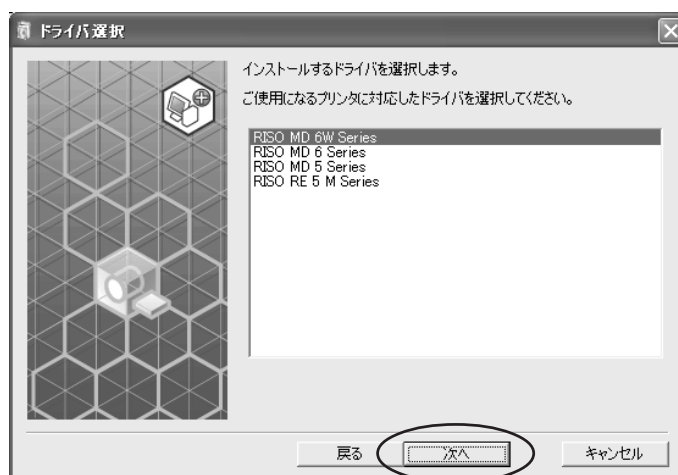 ドライバ選択
インストールするドライバを選択します。
ご使用になるプリンタに対応したドライバを選択してください。
RISO MD 6W Series
RISO MD 6 Series
RISO MD 5 Series
RISO RE 5 M Series
戻る 次へ キャンセル